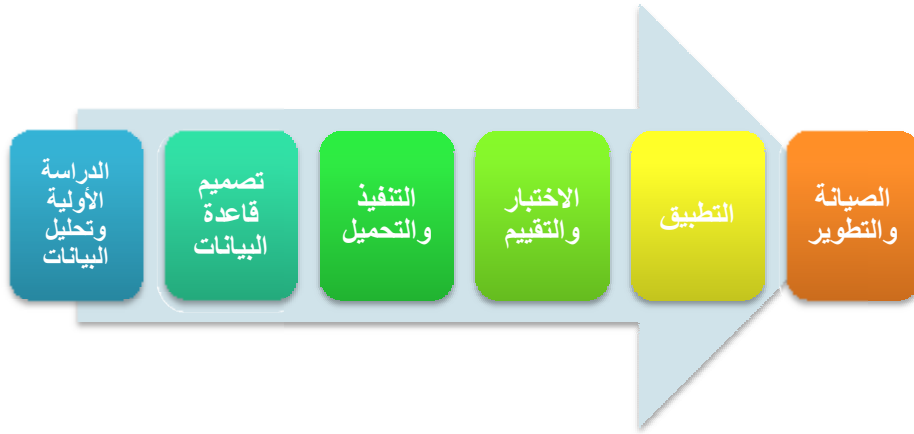 الدراسة
الأولية
وتحليل
البيانات
تصميم
قاعدة
البيانات
التنفيذ
والتحميل
الاختبار
والتقييم
التطبيق
الصيانة
والتطوير